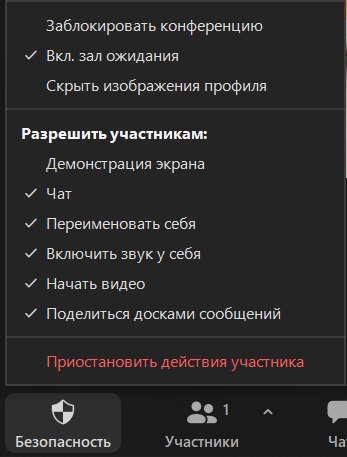 Заблокировать конференцию
Вкл. зал ожидания
Скрыть изображения профиля
Разрешить участникам:
Демонстрация экрана
Чат
Переименовать себя
Включить звук у себя
Начать видео
Поделиться досками сообщений
Приостановить действия участника
1
Безопасность
Участники